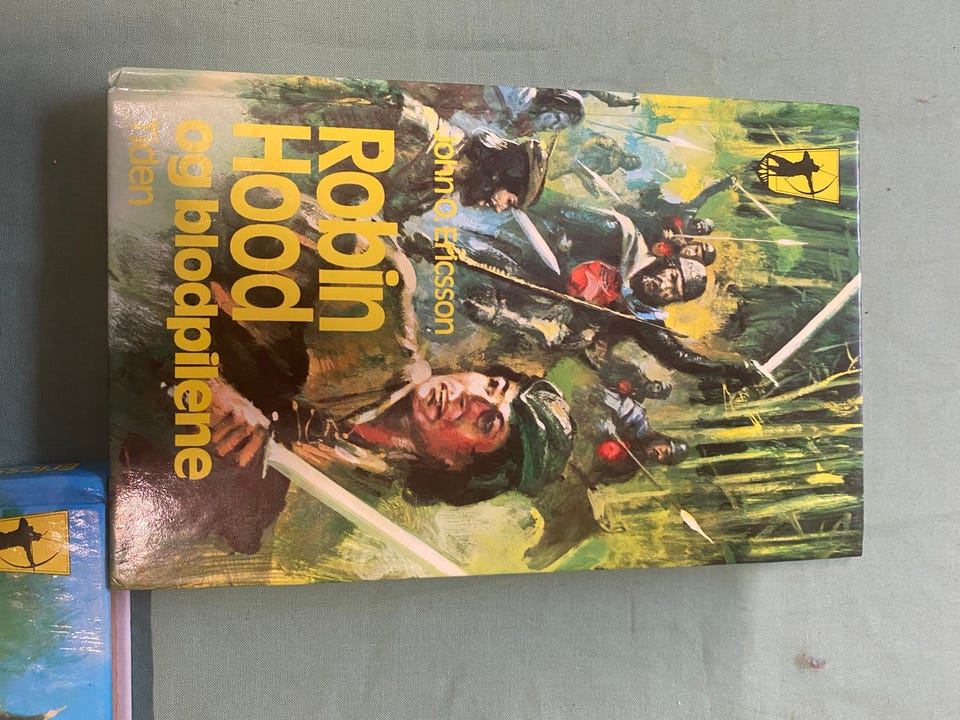 John O Ericsson
Robin
Hood
og blodpilene
Tiden